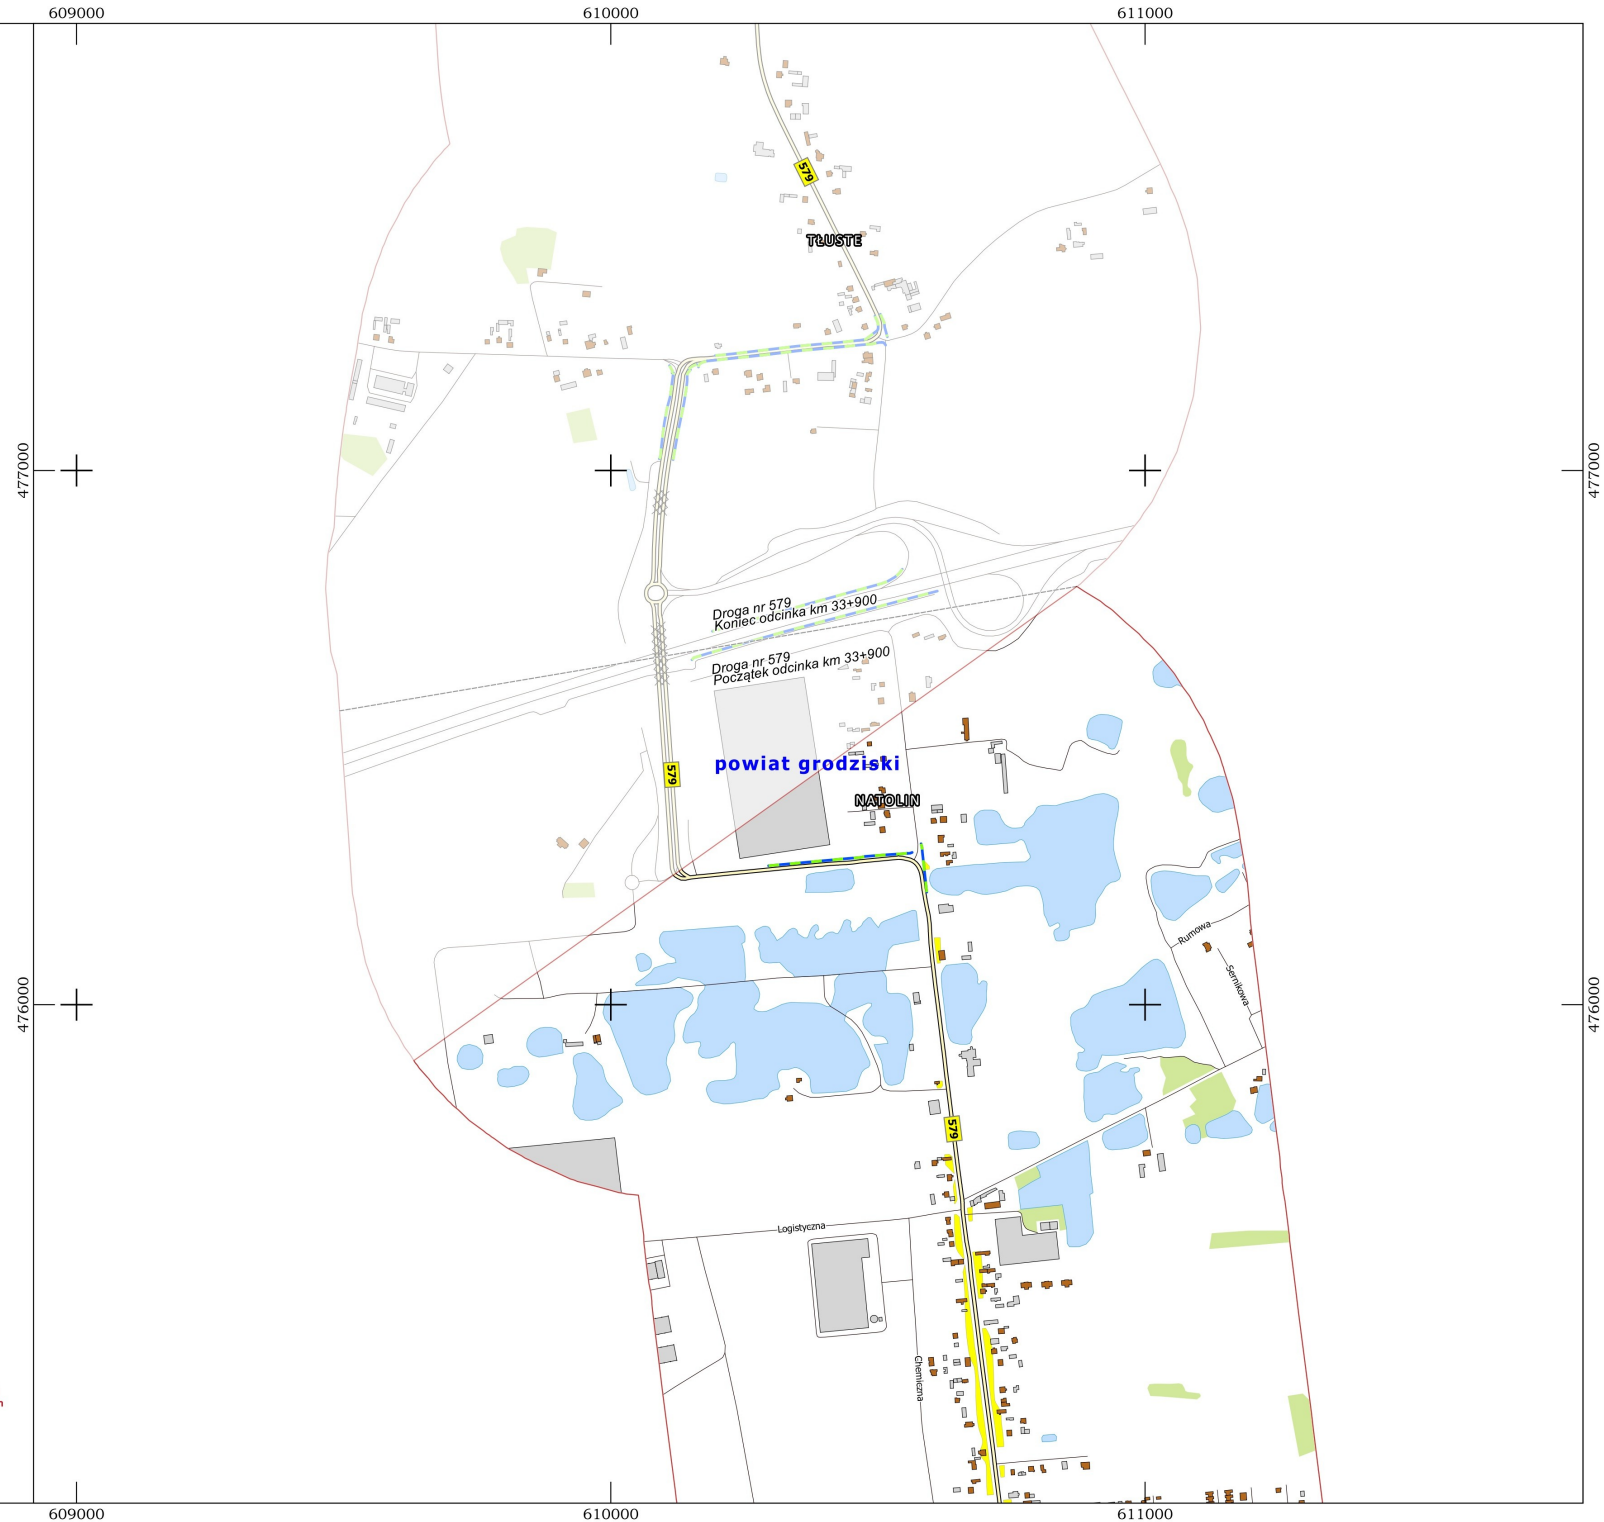 609000
610000
611000
579
TŁUSTE
477000
477000
Droga nr 579
Koniec odcinka km 33+900
Droga nr 579
Początek odcinka km 33+900
579
powiat grodziski
NATOLIN
Rumowa
Sernikowa
476000
476000
579
Logistyczna
Chemiczna
609000
610000
611000